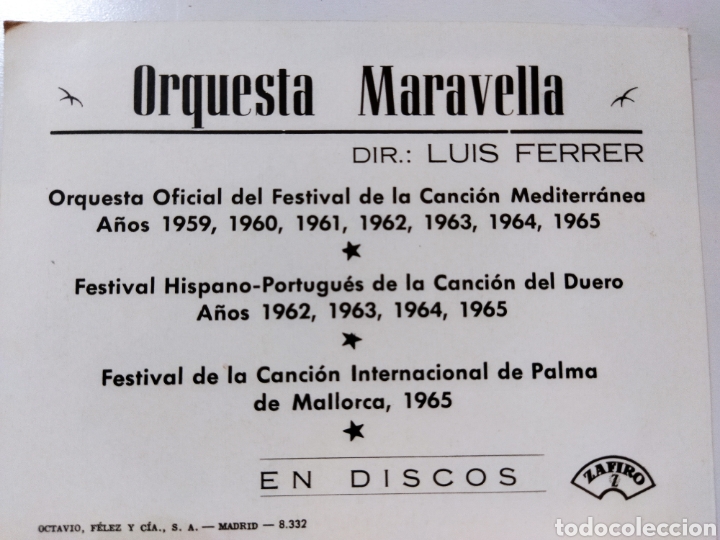 Orquesta Maravella
DIR.: LUIS FERRER
Orquesta Oficial del Festival de la Canción Mediterránea
Años 1959, 1960, 1961, 1962, 1963, 1964, 1965
Festival Hispano-Portugués de la Canción del Duero
Años 1962, 1963, 1964, 1965
Festival de la Canción Internacional de Palma
de Mallorca, 1965
EN DISCOS
ZAFIRO
Z
OCTAVIO, FÉLEZ Y CÍA., S. A. — MADRID — 8.332
todocoleccion